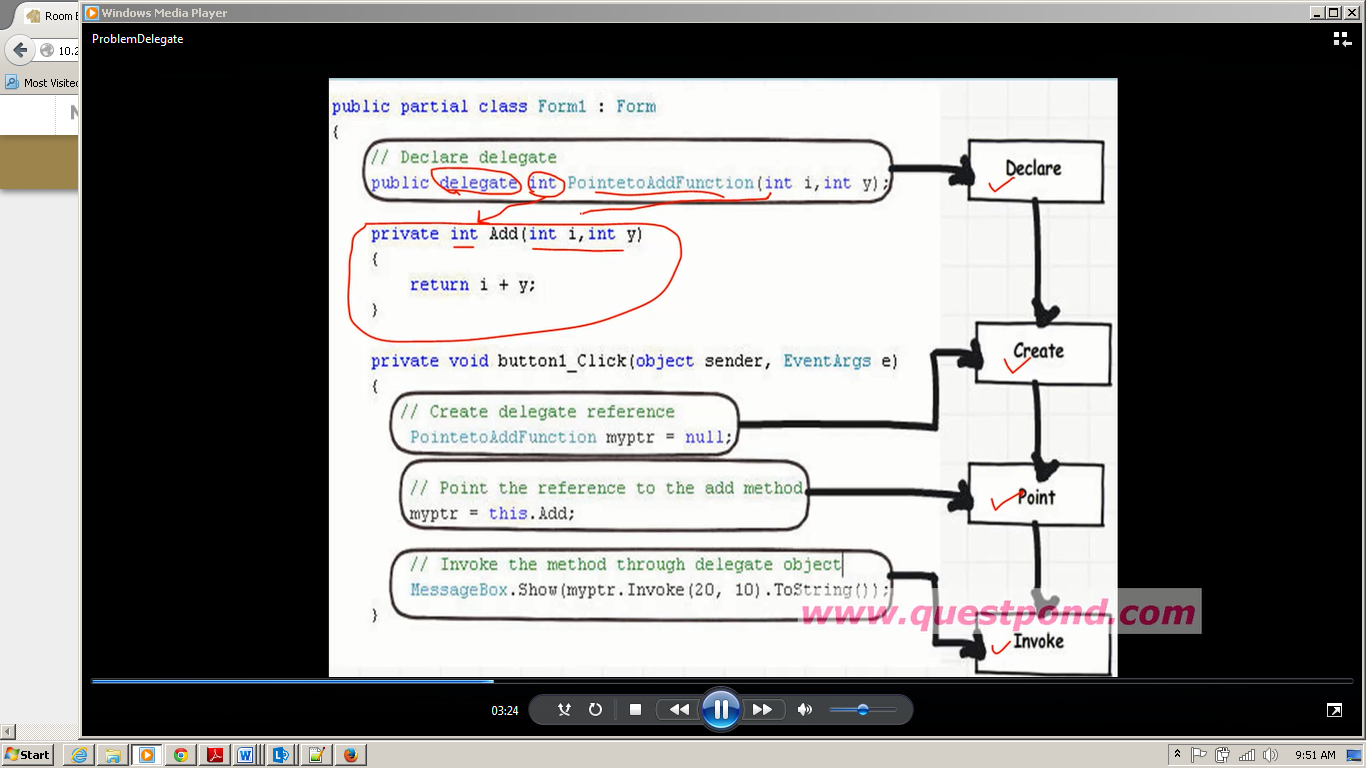 Room E
Windows Media Player
10.2
ProblemDelegate
Most Visited
N
public partial class Form1 : Form
{
// Declare delegate
public delegate int PointetoAddFunction(int i,int y);
Declare
private int Add(int i,int y)
{
return i + y;
}
Create
private void button1_Click(object sender, EventArgs e)
{
// Create delegate reference
PointetoAddFunction myptr = null;
// Point the reference to the add method
myptr = this.Add;
Point
// Invoke the method through delegate object
MessageBox.Show(myptr.Invoke(20, 10).ToString());
}
www.questpond.com
Invoke
03:24
Start
9:51 AM